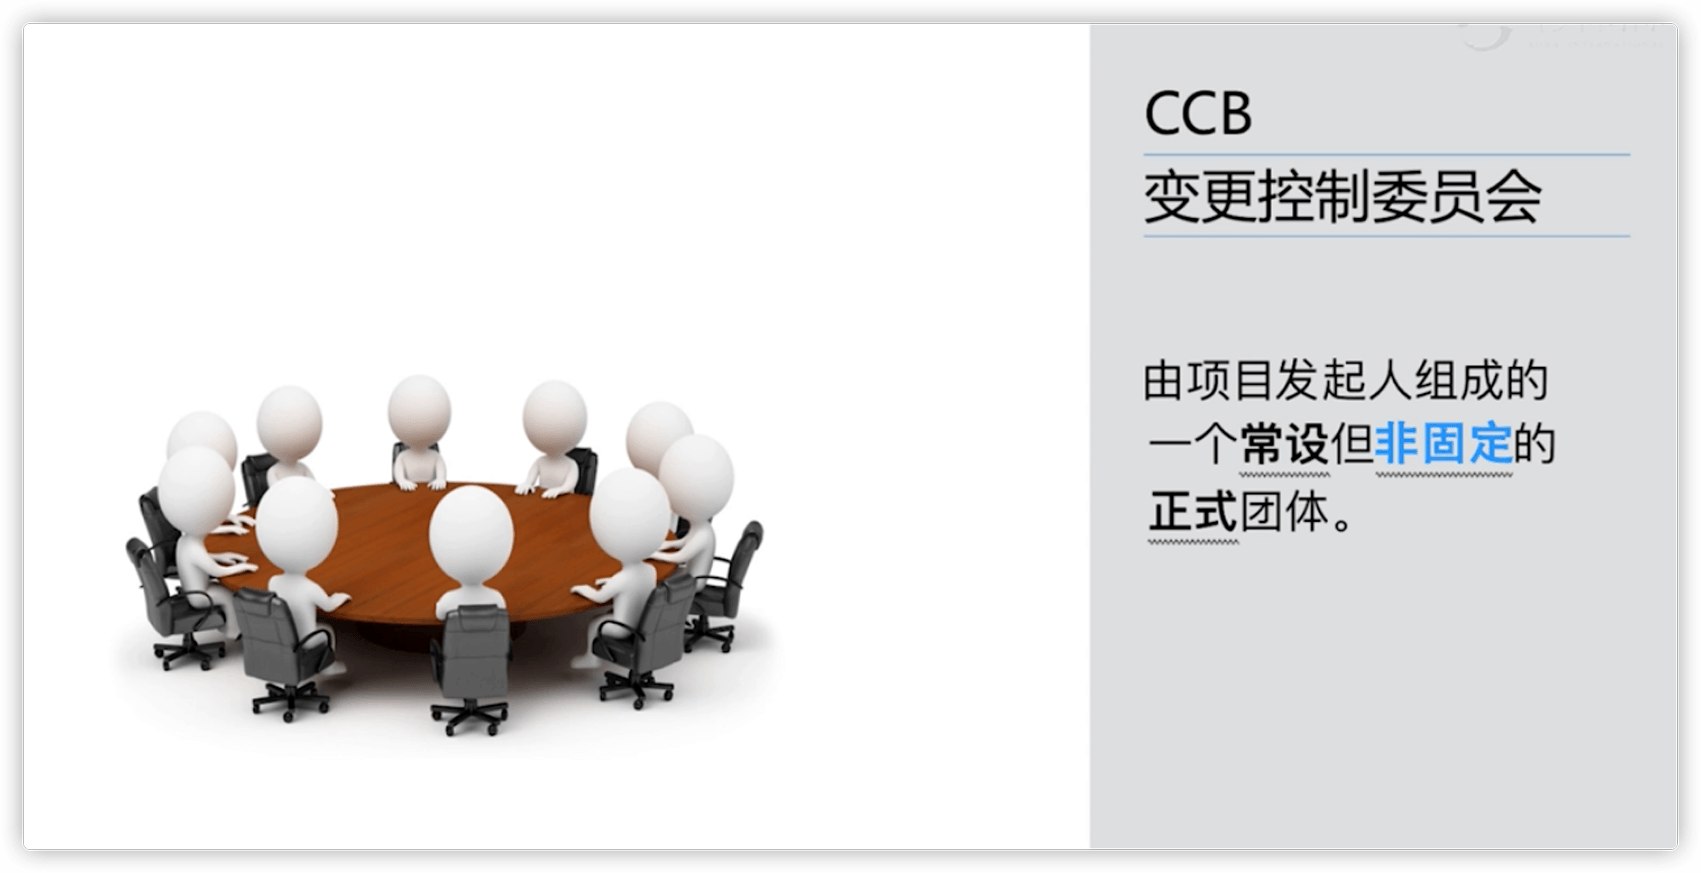 CCB
变更控制委员会
由项目发起人组成的
一个常设但非固定的
正式团体。